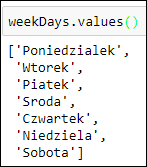 weekDays.values()
['Poniedzialek',
'Wtorek',
'Piatek',
'Sroda',
'Czwartek',
'Niedziela',
'Sobota']